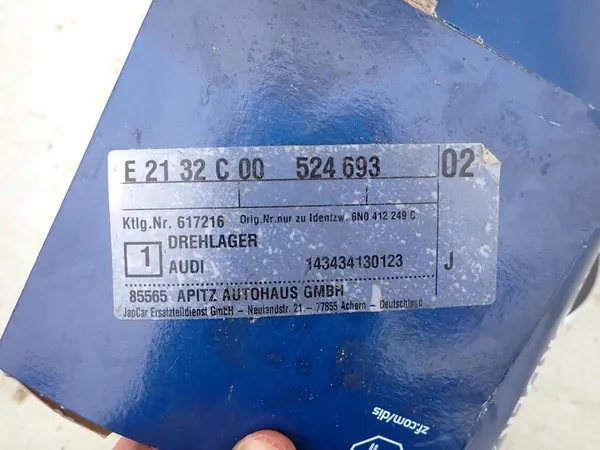 E 21 32 C 00 524 693 02
Ktlg.Nr. 617216 Orig.Nr.nur zu Identzw. 6N0 412 249 C
1 DREHLAGER
AUDI 143434130123 J
85565 APITZ AUTOHAUS GMBH
JapCar Ersatzteildienst GmbH - Neulandstr. 21 - 77855 Achern - Deutschland
zf.com/dis